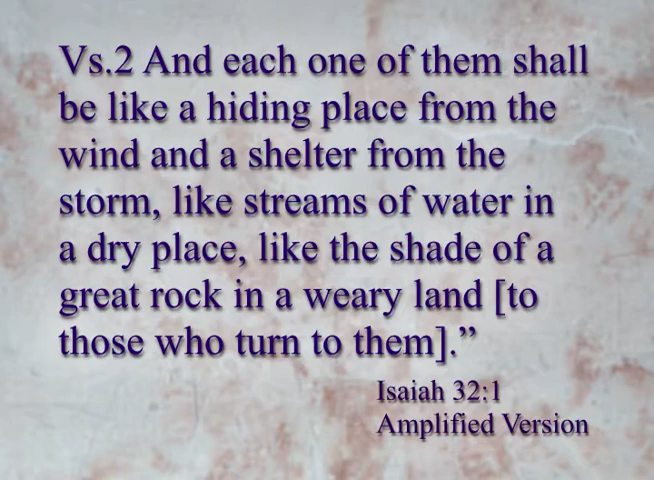 Vs.2 And each one of them shall
be like a hiding place from the
wind and a shelter from the
storm, like streams of water in
a dry place, like the shade of a
great rock in a weary land [to
those who turn to them].”
Isaiah 32:1
Amplified Version